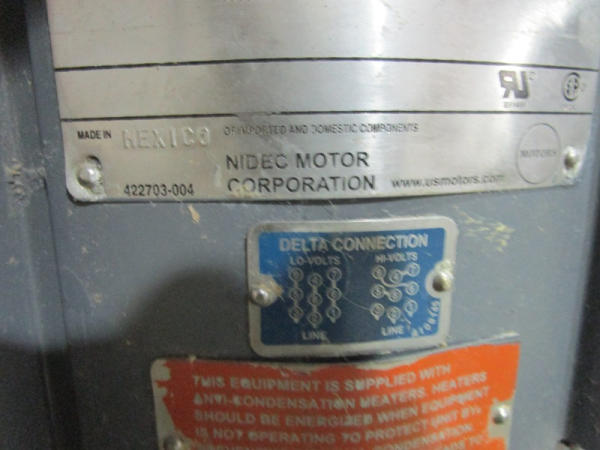 MADE IN MEXICO OF IMPORTED AND DOMESTIC COMPONENTS
NIDEC MOTOR
422703-004 CORPORATION www.usmotors.com
MOTORS
DELTA CONNECTION
LO-VOLTS HI-VOLTS
LINE LINE
THIS EQUIPMENT IS SUPPLIED WITH
ANTI-CONDENSATION HEATERS. HEATERS
SHOULD BE ENERGIZED WHEN EQUIPMENT
IS NOT OPERATING TO PROTECT UNIT BY
CONDENSATION